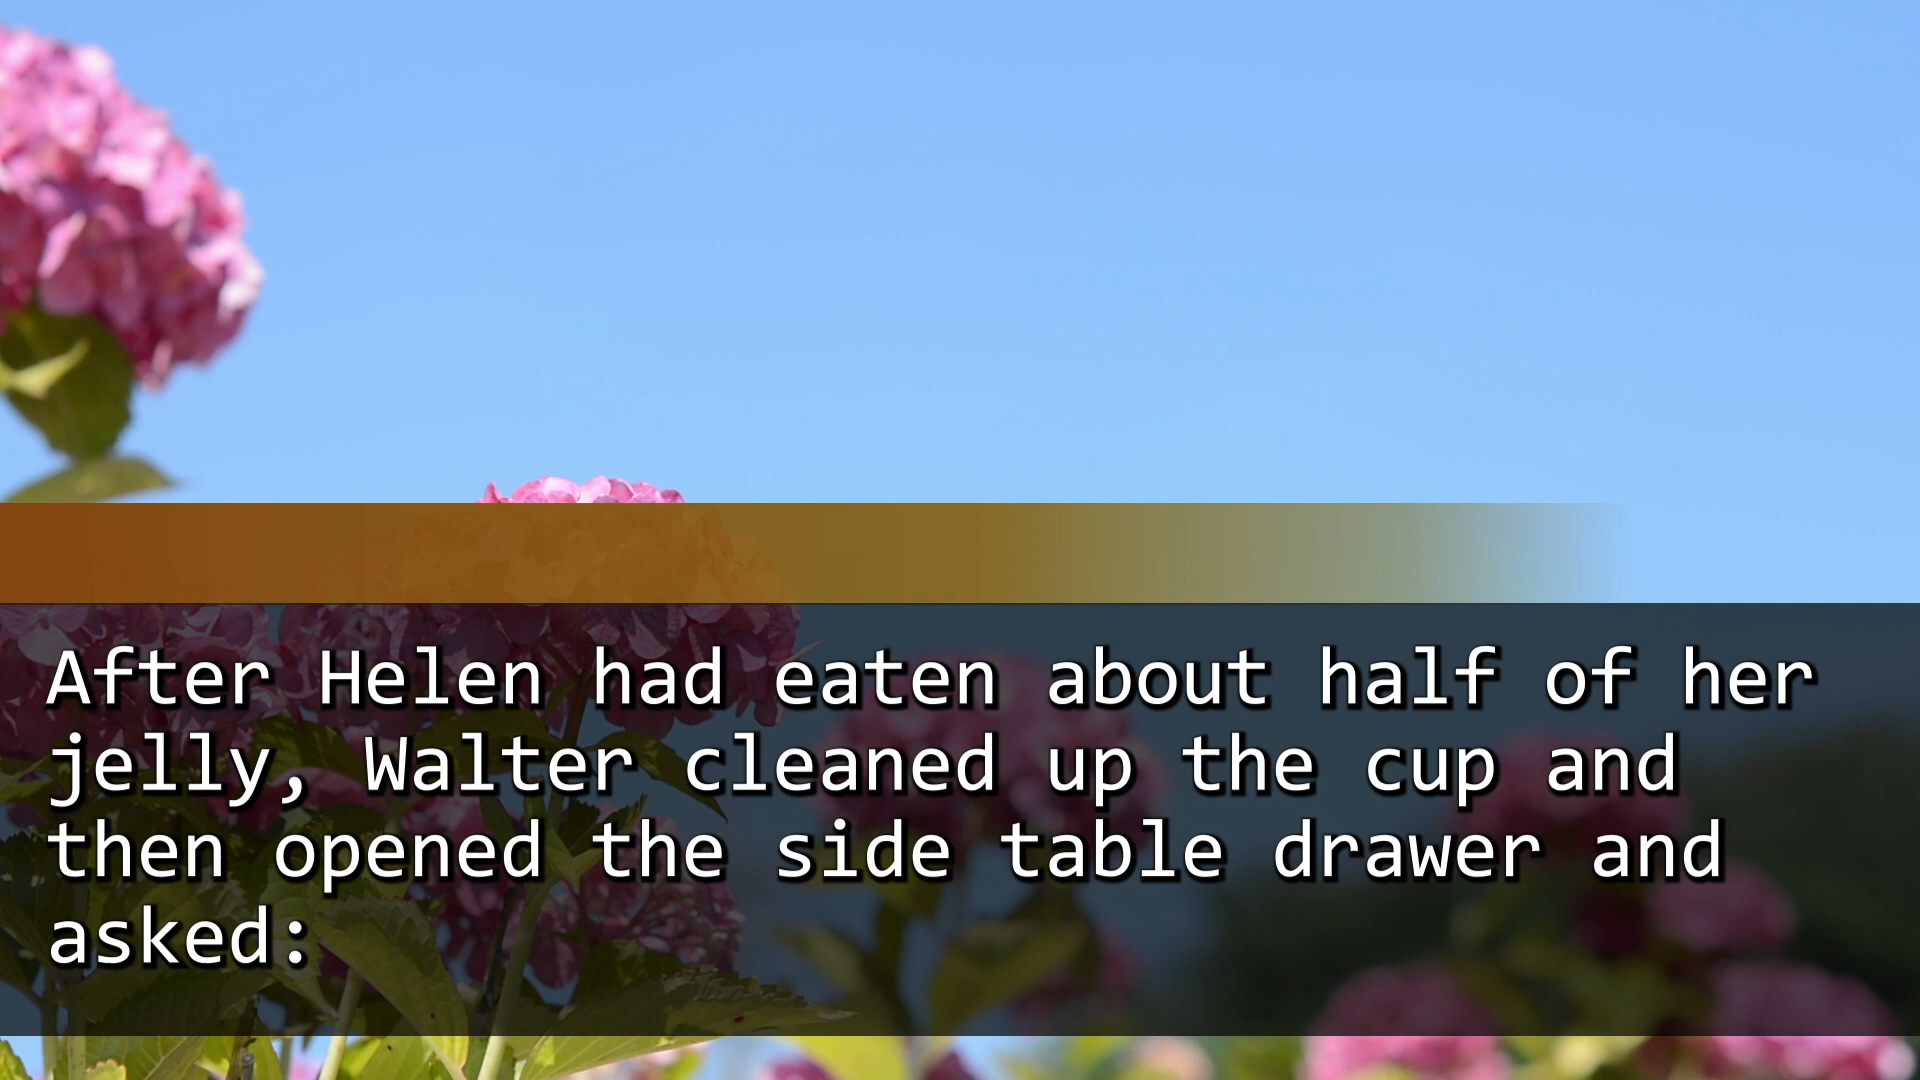 After Helen had eaten about half of her
jelly, Walter cleaned up the cup and
then opened the side table drawer and
asked: